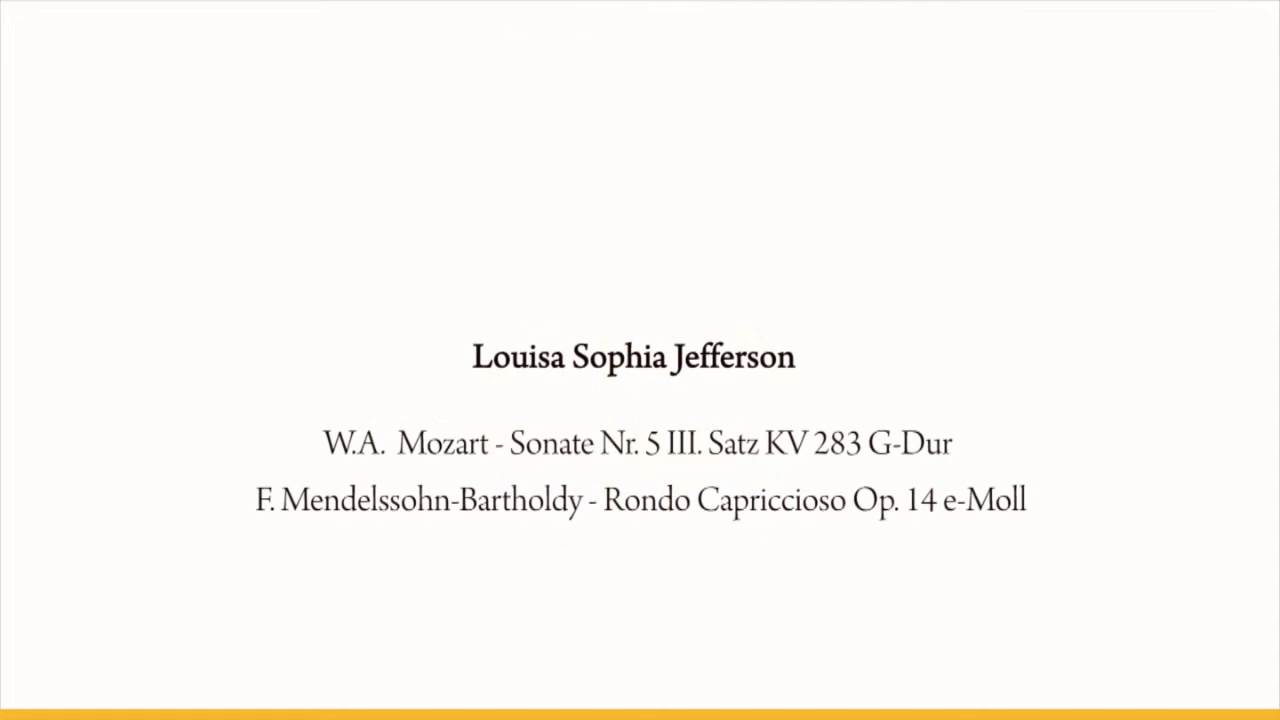 Louisa Sophia Jefferson
W.A. Mozart - Sonate Nr. 5 III. Satz KV 283 G-Dur
F. Mendelssohn-Bartholdy - Rondo Capriccioso Op. 14 e-Moll